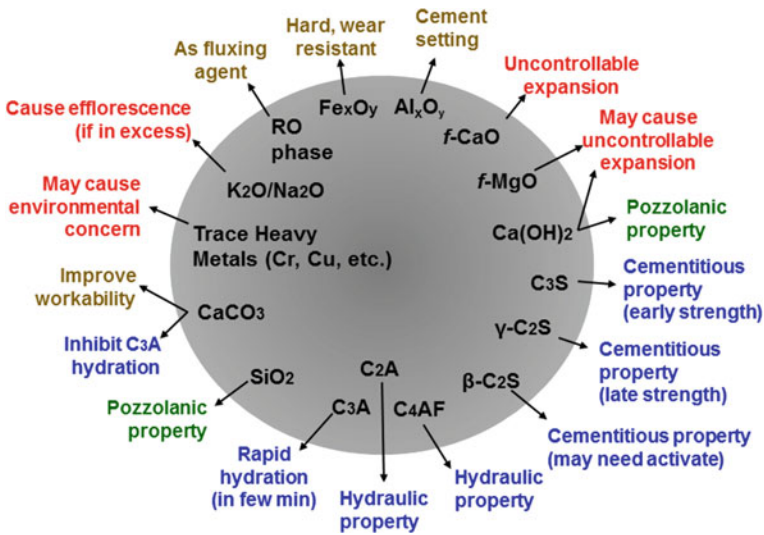 Hard, wear
resistant
Cement
setting
As fluxing
agent
Uncontrollable
expansion
Cause efflorescence
(if in excess)
May cause
uncontrollable
expansion
May cause
environmental
concern
Pozzolanic
property
Improve
workability
Cementitious
property
(early strength)
Inhibit C3A
hydration
Cementitious
property
(late strength)
Pozzolanic
property
Cementitious property
(may need activate)
Rapid
hydration
(in few min)
Hydraulic
property
Hydraulic
property
FexOy
AlxOy
RO
phase
f-CaO
K2O/Na2O
f-MgO
Trace Heavy
Metals (Cr, Cu, etc.)
Ca(OH)2
CaCO3
C3S
γ-C2S
SiO2
C2A
β-C2S
C3A
C4AF